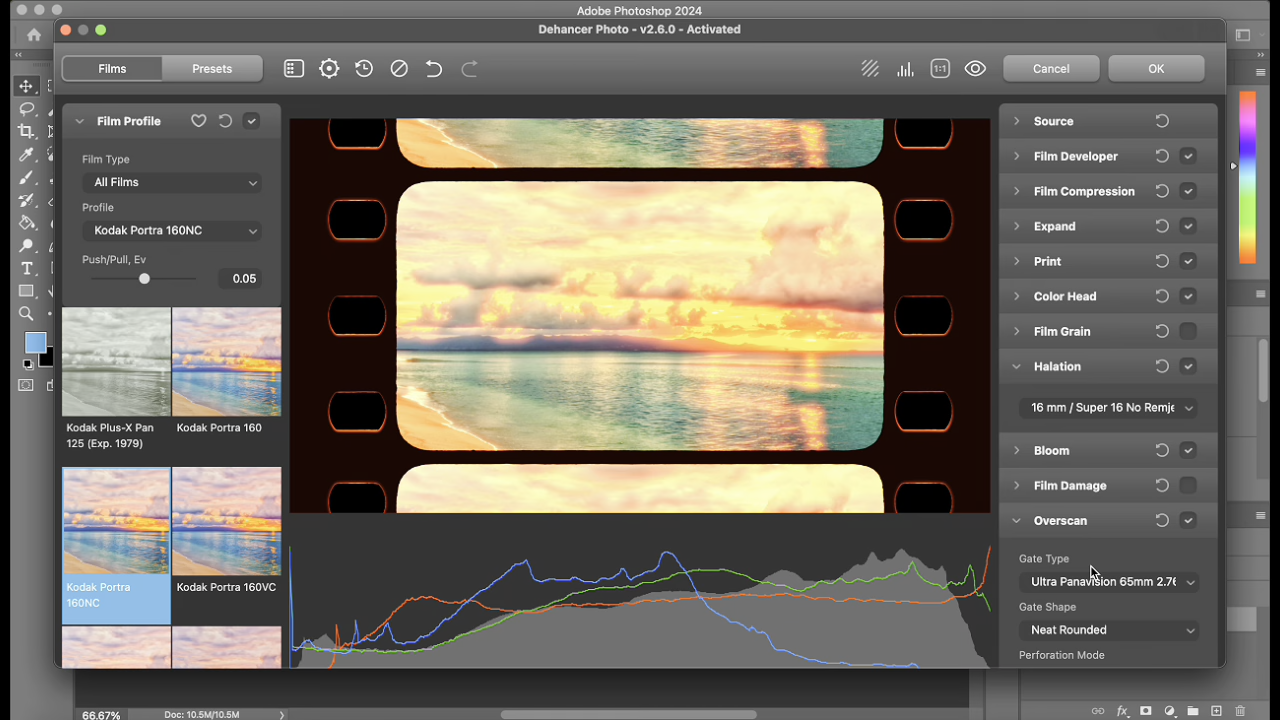 Adobe Photoshop 2024
Dehancer Photo - v2.6.0 - Activated
Films
Presets
1:1
Cancel
OK
Film Profile
Film Type
All Films
Profile
Kodak Portra 160NC
Push/Pull, Ev
0.05
Kodak Plus-X Pan
125 (Exp. 1979)
Kodak Portra 160
Kodak Portra
160NC
Kodak Portra 160VC
Source
Film Developer
Film Compression
Expand
Print
Color Head
Film Grain
Halation
16 mm / Super 16 No Remje
Bloom
Film Damage
Overscan
Gate Type
Ultra Panavision 65mm 2.76
Gate Shape
Neat Rounded
Perforation Mode
66.67%
Doc: 10.5M/10.5M
fx